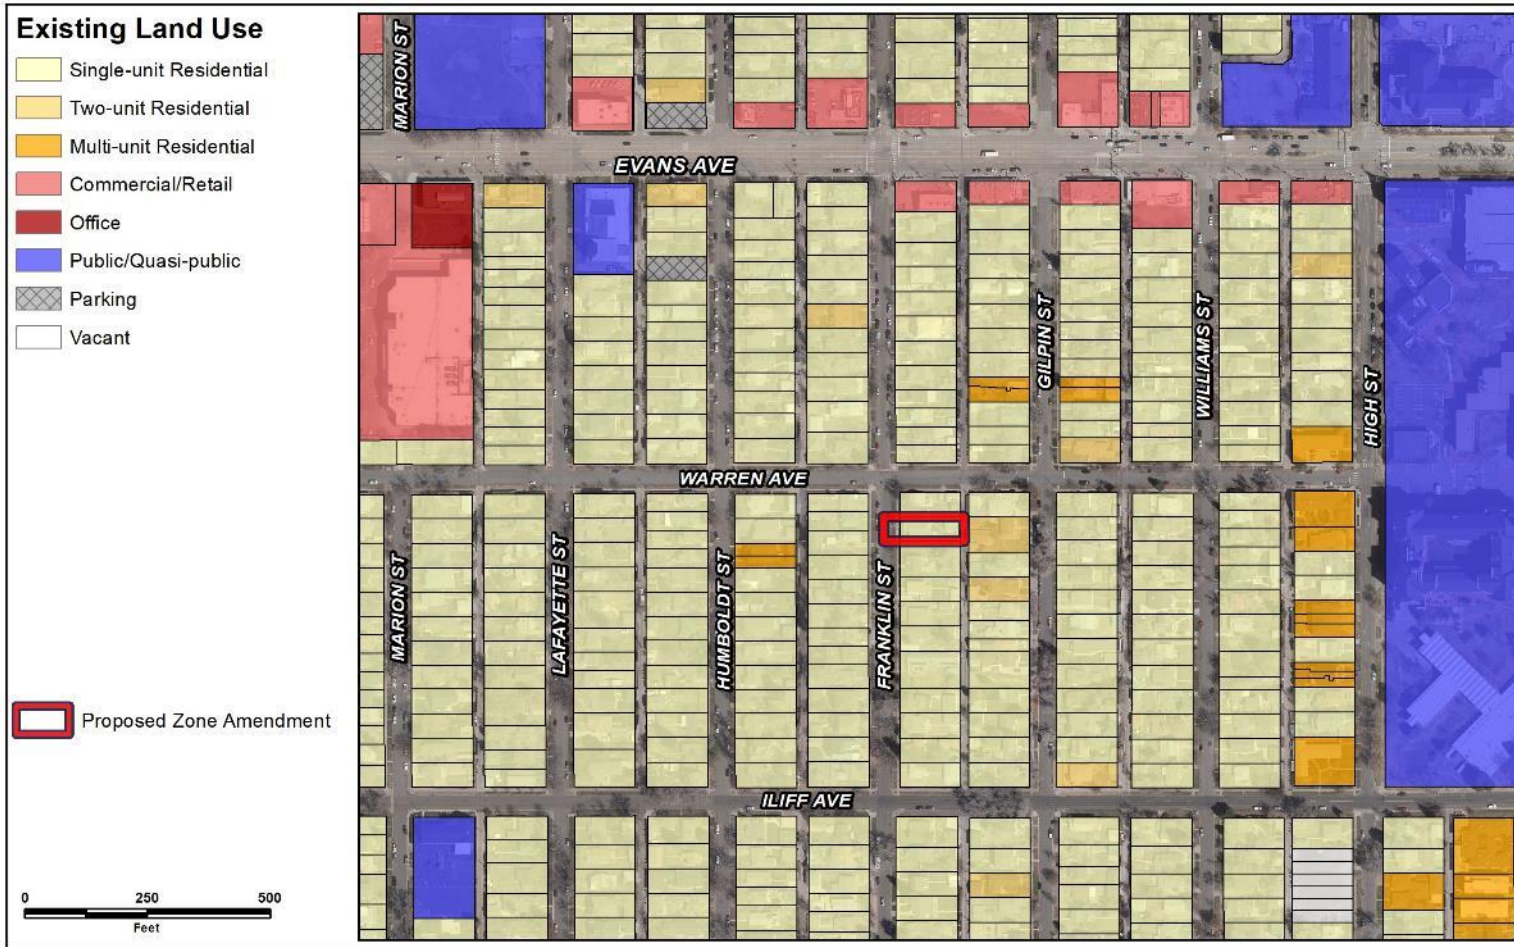 Existing Land Use
Single-unit Residential
Two-unit Residential
Multi-unit Residential
Commercial/Retail
Office
Public/Quasi-public
Parking
Vacant
Proposed Zone Amendment
0 250 500
Feet
MARION ST
EVANS AVE
GILPIN ST
WILLIAMS ST
HIGH ST
WARREN AVE
MARION ST
LAFAYETTE ST
HUMBOLDT ST
FRANKLIN ST
ILIFF AVE